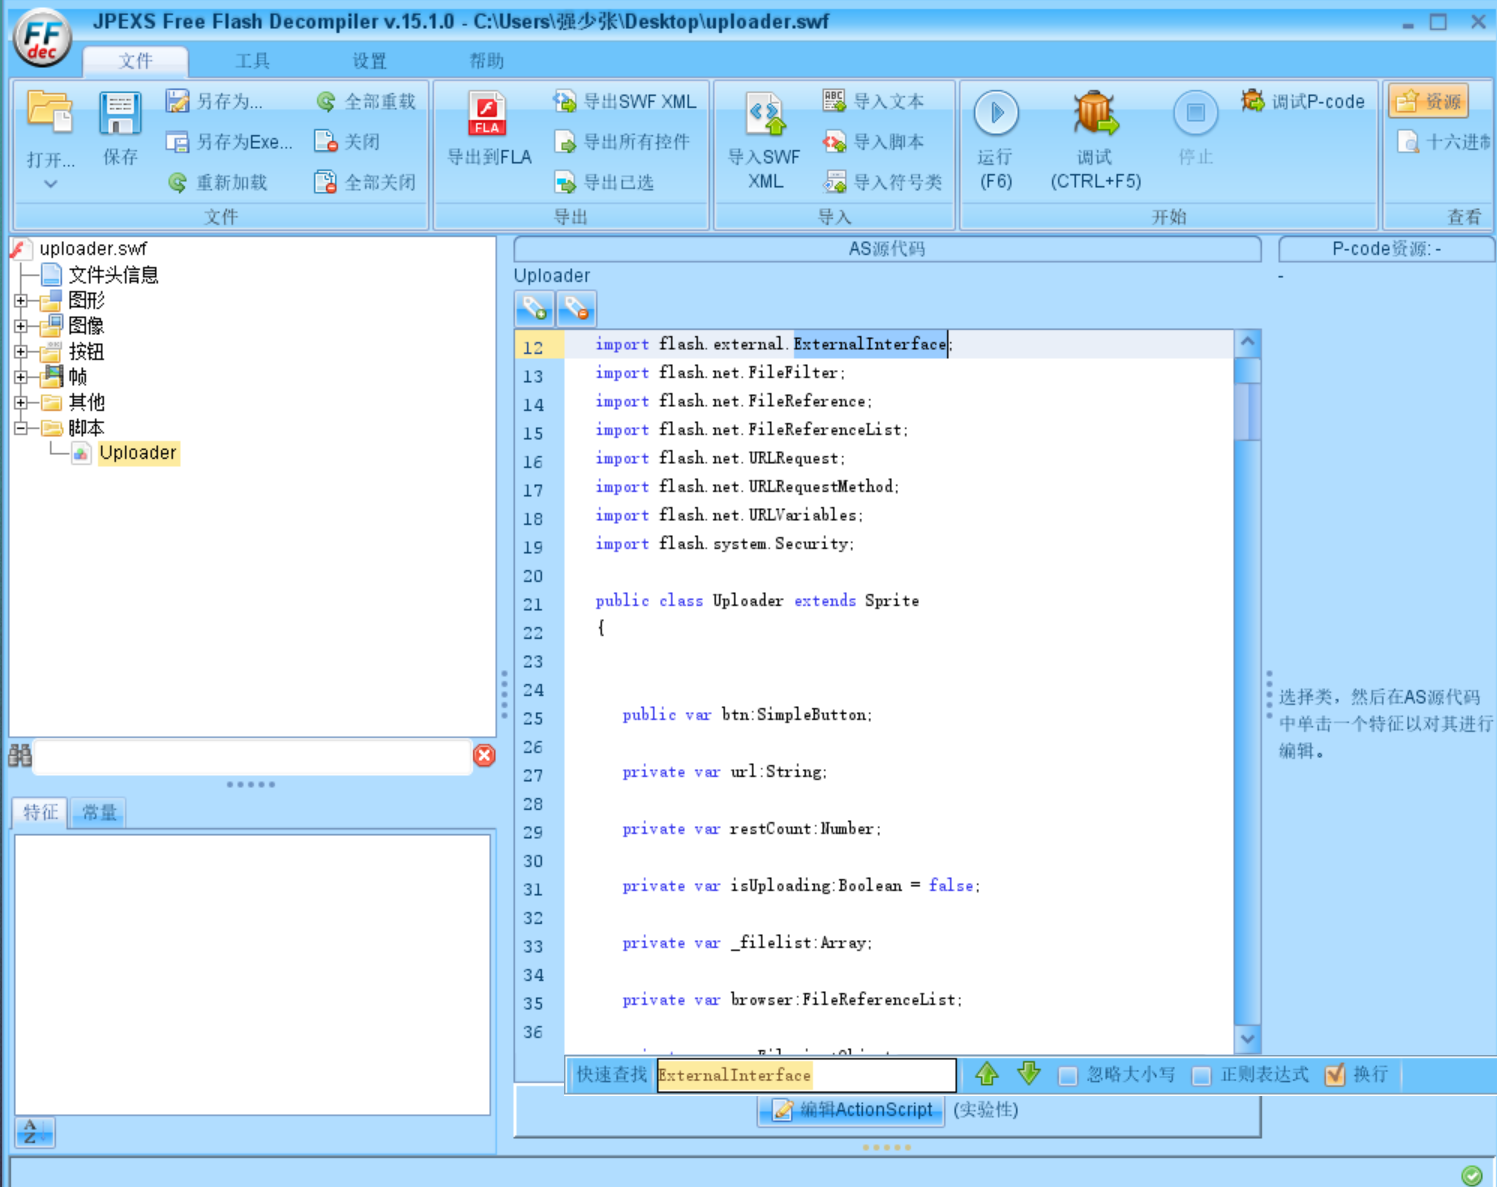 JPEXS Free Flash Decompiler v.15.1.0 - C:\Users\强少张\Desktop\uploader.swf
FF
dec
文件 工具 设置 帮助
打开... 保存 另存为... 全部重载
另存为Exe... 关闭
重新加载 全部关闭
文件
FLA
导出到FLA 导出SWF XML
导出所有控件
导出已选
导出
导入SWF XML 导入文本
导入脚本
导入符号类
导入
运行 (F6) 调试 (CTRL+F5) 停止 调试P-code
开始
资源
十六进制
查看
uploader.swf
文件头信息
图形
图像
按钮
帧
其他
脚本
Uploader
特征 常量
AS源代码
Uploader
12 import flash.external.ExternalInterface;
13 import flash.net.FileFilter;
14 import flash.net.FileReference;
15 import flash.net.FileReferenceList;
16 import flash.net.URLRequest;
17 import flash.net.URLRequestMethod;
18 import flash.net.URLVariables;
19 import flash.system.Security;
20
21 public class Uploader extends Sprite
22 {
23
24
25 public var btn:SimpleButton;
26
27 private var url:String;
28
29 private var restCount:Number;
30
31 private var isUploading:Boolean = false;
32
33 private var _filelist:Array;
34
35 private var browser:FileReferenceList;
36
快速查找 ExternalInterface 忽略大小写 正则表达式 换行
编辑ActionScript (实验性)
P-code资源: -
-
选择类，然后在AS源代码
中单击一个特征以对其进行
编辑。